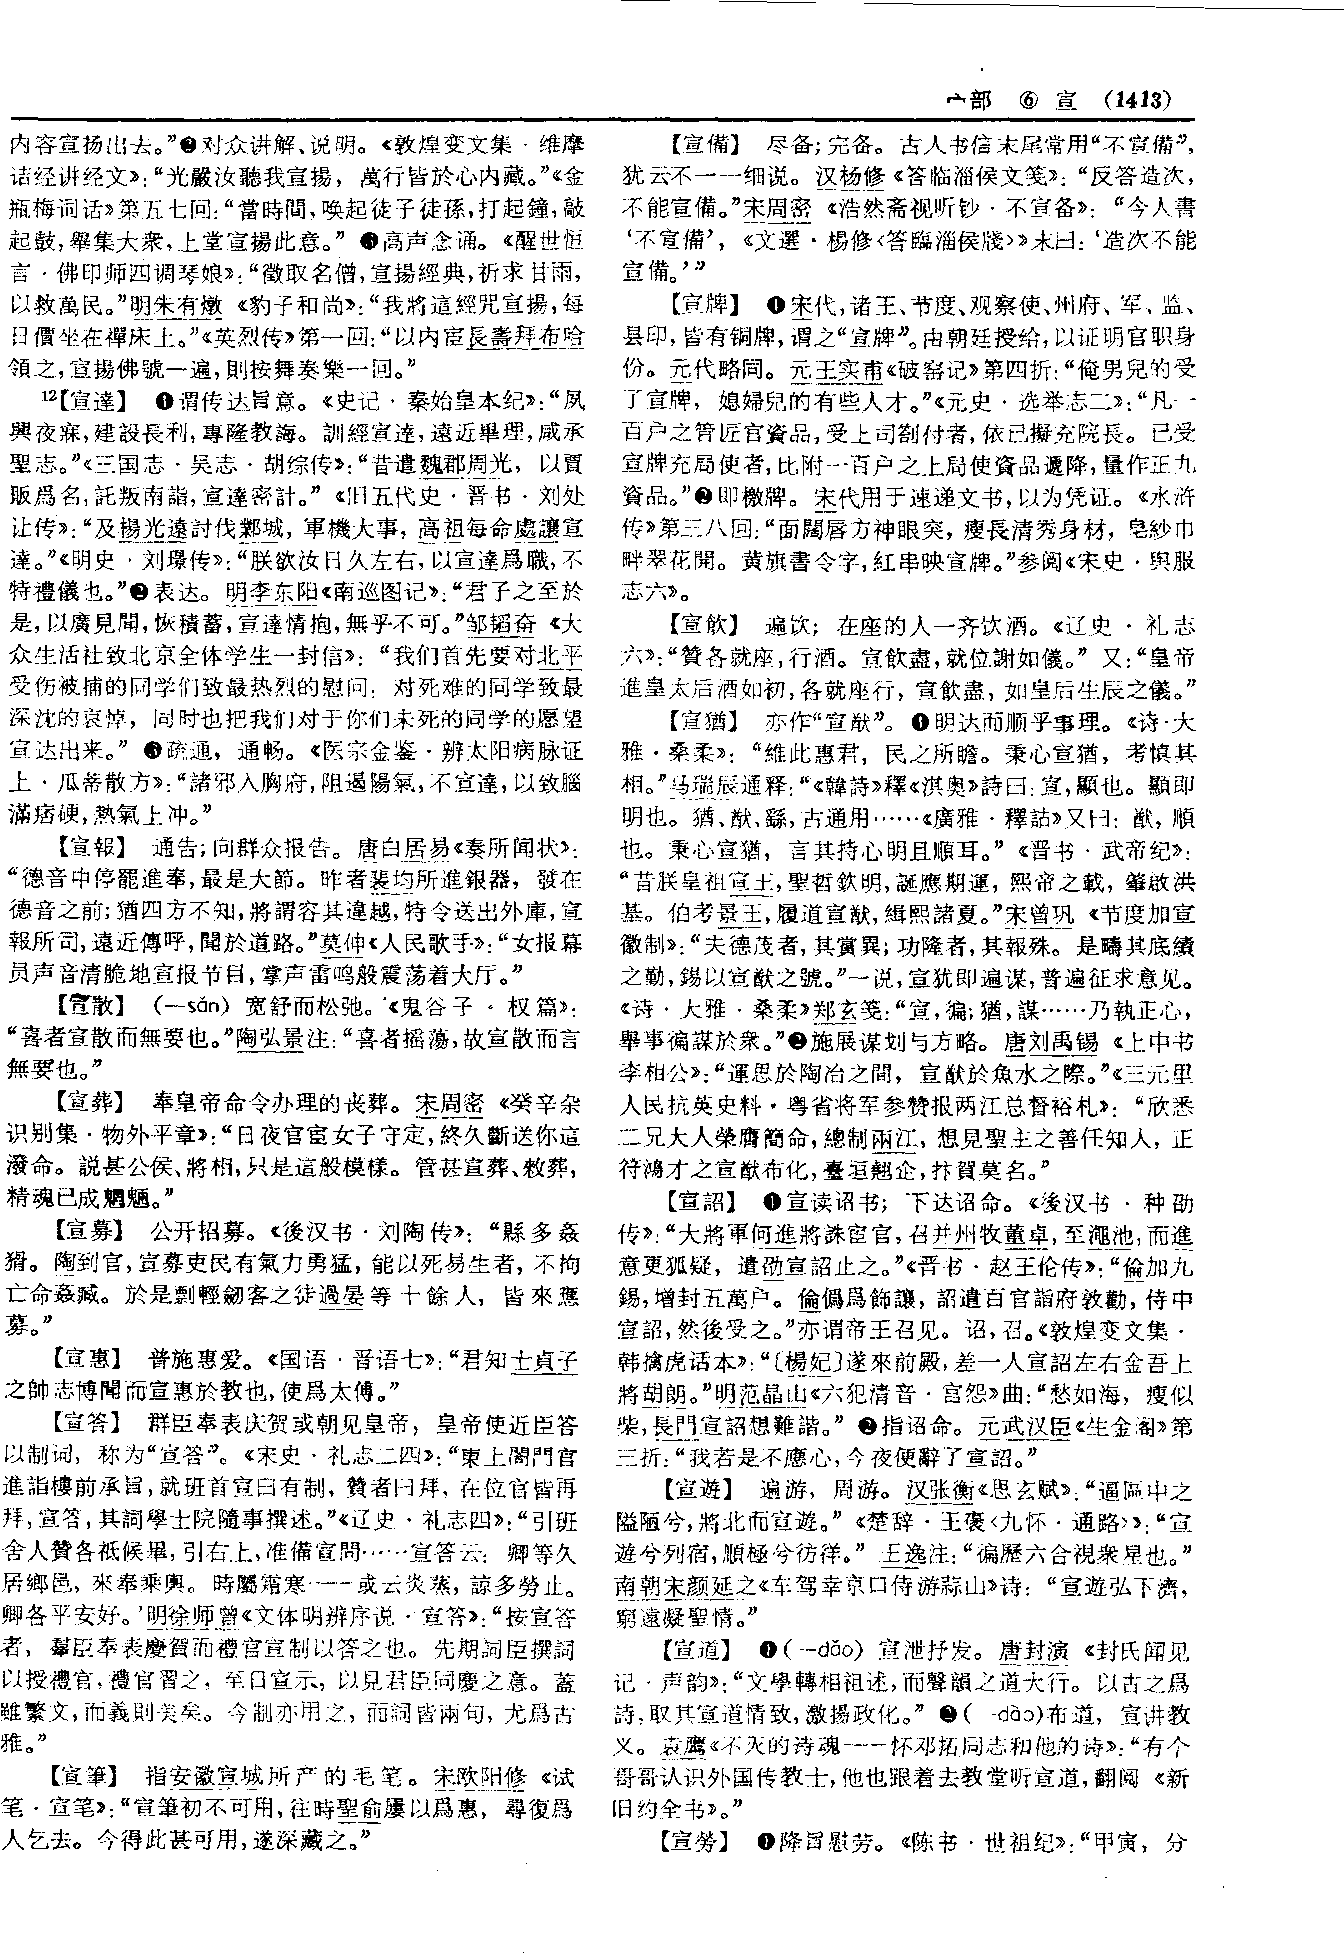 宀部 ⑥ 宣 (1413)
内容宣扬出去。”❷对众讲解、说明。《敦煌变文集·维摩
诘经讲经文》:“光嚴汝聽我宣揚，萬行皆於心内藏。”《金
瓶梅词话》第五七回:“當時間,唤起徒子徒孫,打起鐘,敲
起鼓,舉集大衆,上堂宣揚此意。” ❸高声念诵。《醒世恒
言·佛印师四调琴娘》:“徵取名僧,宣揚經典,祈求甘雨,
以救萬民。”明朱有燉《豹子和尚》:“我將這經咒宣揚,每
日價坐在禪床上。”《英烈传》第一回:“以内宦長壽拜布哈
領之,宣揚佛號一遍,則按舞奏樂一回。”
¹²【宣達】 ❶谓传达旨意。《史记·秦始皇本纪》:“夙
興夜寐,建設長利,專隆教誨。訓經宣達,遠近畢理,咸承
聖志。”《三国志·吴志·胡综传》:“昔遣魏郡周光，以賈
販爲名,託叛南詣,宣達密計。”《旧五代史·晋书·刘处
让传》:“及楊光遠討伐鄴城，軍機大事，高祖每命處讓宣
達。”《明史·刘璟传》:“朕欲汝日久左右,以宣達爲職,不
特禮儀也。”❷表达。明李东阳《南巡图记》:“君子之至於
是,以廣見聞,恢積蓄,宣達情抱,無乎不可。”邹韬奋《大
众生活社致北京全体学生一封信》:“我们首先要对北平
受伤被捕的同学们致最热烈的慰问；对死难的同学致最
深沈的哀悼，同时也把我们对于你们未死的同学的愿望
宣达出来。” ❸疏通，通畅。《医宗金鉴·辨太阳病脉证
上·瓜蒂散方》:“諸邪入胸府,阻遏陽氣,不宣達,以致腦
滿痞硬,熱氣上冲。”
【宣報】 通告;向群众报告。唐白居易《奏所闻状》:
“德音中停罷進奉,最是大節。昨者裴均所進銀器，發在
德音之前;猶四方不知,將謂容其違越,特令送出外庫,宣
報所司,遠近傳呼,聞於道路。”莫伸《人民歌手》:“女报幕
员声音清脆地宣报节目,掌声雷鸣般震荡着大厅。”
【宣散】 (—sǎn) 宽舒而松弛。《鬼谷子·权篇》:
“喜者宣散而無要也。”陶弘景注:“喜者摇蕩,故宣散而言
無要也。”
【宣葬】 奉皇帝命令办理的丧葬。宋周密《癸辛杂
识别集·物外平章》:“日夜宫宦女子守定,終久斷送你這
潑命。説甚公侯、將相,只是這般模樣。管甚宣葬、敕葬,
精魂已成魍魎。”
【宣募】 公开招募。《後汉书·刘陶传》:“縣多姦
猾。陶到官,宣募吏民有氣力勇猛，能以死易生者，不拘
亡命姦臧。於是剽輕劍客之徒過晏等十餘人，皆來應
募。”
【宣惠】 普施惠爱。《国语·晋语七》:“君知士貞子
之帥志博聞而宣惠於教也,使爲太傅。”
【宣答】 群臣奉表庆贺或朝见皇帝，皇帝使近臣答
以制词，称为“宣答”。《宋史·礼志二四》:“東上閤門官
進詣樓前承旨,就班首宣曰有制，贊者曰拜，在位官皆再
拜,宣答,其詞學士院隨事撰述。”《辽史·礼志四》:“引班
舍人贊各祗候畢,引右上,准備宣問……宣答云：卿等久
居鄉邑，來奉乘輿。時屬霜寒——或云炎蒸，諒多勞止。
卿各平安好。’明徐师曾《文体明辨序说·宣答》:“按宣答
者，羣臣奉表慶賀而禮官宣制以答之也。先期詞臣撰詞
以授禮官,禮官習之，至日宣示，以見君臣同慶之意。蓋
雖繁文,而義則美矣。今制亦用之，而詞皆兩句，尤爲古
雅。”
【宣筆】 指安徽宣城所产的毛笔。宋欧阳修《试
笔·宣笔》:“宣筆初不可用,往時聖俞屢以爲惠，尋復爲
人乞去。今得此甚可用,遂深藏之。”
【宣備】 尽备;完备。古人书信末尾常用“不宣備”,
犹云不一一细说。汉杨修《答临淄侯文笺》:“反答造次,
不能宣備。”宋周密《浩然斋视听钞·不宣备》:“今人書
‘不宣備’，《文選·楊修〈答臨淄侯牋〉》末曰:‘造次不能
宣備。’”
【宣牌】 ❶宋代,诸王、节度、观察使、州府、军、监、
县印,皆有铜牌,谓之“宣牌”。由朝廷授给,以证明官职身
份。元代略同。元王实甫《破窑记》第四折:“俺男兒的受
了宣牌，媳婦兒的有些人才。”《元史·选举志二》:“凡一
百户之管匠官資品,受上司劄付者,依已擬充院長。已受
宣牌充局使者,比附一百户之上局使資品遞降,量作正九
資品。”❷即檄牌。宋代用于速递文书,以为凭证。《水浒
传》第三八回:“面闊唇方神眼突，瘦長清秀身材，皂紗巾
畔翠花開。黄旗書令字,紅串映宣牌。”参阅《宋史·舆服
志六》。
【宣飲】 遍饮；在座的人一齐饮酒。《辽史·礼志
六》:“贊各就座,行酒。宣飲盡,就位謝如儀。”又:“皇帝
進皇太后酒如初,各就座行，宣飲盡，如皇后生辰之儀。”
【宣猶】 亦作“宣猷”。❶明达而顺乎事理。《诗·大
雅·桑柔》:“維此惠君，民之所瞻。秉心宣猶，考慎其
相。”马瑞辰通释:“《韓詩》釋《淇奥》詩曰:宣,顯也。顯即
明也。猶、猷、繇,古通用……《廣雅·釋詁》又曰：猷，順
也。秉心宣猶，言其持心明且順耳。”《晋书·武帝纪》:
“昔朕皇祖宣王,聖哲欽明,誕應期運，熙帝之載，肇啟洪
基。伯考景王,履道宣猷,緝熙諸夏。”宋曾巩《节度加宣
徽制》:“夫德茂者,其賞異;功隆者,其報殊。是疇其底績
之勤,錫以宣猷之號。”一说,宣犹即遍谋,普遍征求意见。
《诗·大雅·桑柔》郑玄笺:“宣,徧;猶,謀……乃執正心,
舉事徧謀於衆。”❷施展谋划与方略。唐刘禹锡《上中书
李相公》:“運思於陶冶之間，宣猷於魚水之際。”《三元里
人民抗英史料·粤省将军参赞报两江总督裕札》:“欣悉
二兄大人榮膺簡命,總制兩江，想見聖主之善任知人，正
符鴻才之宣猷布化,臺垣翹企,抃賀莫名。”
【宣詔】 ❶宣读诏书；下达诏命。《後汉书·种劭
传》:“大將軍何進將誅宦官,召并州牧董卓,至澠池,而進
意更狐疑，遣劭宣詔止之。”《晋书·赵王伦传》:“倫加九
錫,增封五萬户。倫僞爲飾讓，詔遣百官詣府敦勸，侍中
宣詔,然後受之。”亦谓帝王召见。诏,召。《敦煌变文集·
韩擒虎话本》:“〔楊妃〕遂來前殿,差一人宣詔左右金吾上
將胡朗。”明范晶山《六犯清音·宫怨》曲:“愁如海，瘦似
柴,長門宣詔想難諧。” ❷指诏命。元武汉臣《生金阁》第
三折:“我若是不應心,今夜便辭了宣詔。”
【宣遊】 遍游，周游。汉张衡《思玄赋》:“逼區中之
隘陋兮,將北而宣遊。”《楚辞·王褒〈九怀·通路〉》:“宣
遊兮列宿,順極兮彷徉。” 王逸注:“徧歷六合視衆星也。”
南朝宋颜延之《车驾幸京口侍游蒜山》诗：“宣遊弘下濟,
窮遠凝聖情。”
【宣道】 ❶(—dǎo) 宣泄抒发。唐封演《封氏闻见
记·声韵》:“文學轉相祖述,而聲韻之道大行。以古之爲
詩,取其宣道情致,激揚政化。” ❷(—dào)布道，宣讲教
义。袁鹰《不灭的诗魂——怀邓拓同志和他的诗》:“有个
哥哥认识外国传教士,他也跟着去教堂听宣道,翻阅《新
旧约全书》。”
【宣勞】 ❶降旨慰劳。《陈书·世祖纪》:“甲寅，分